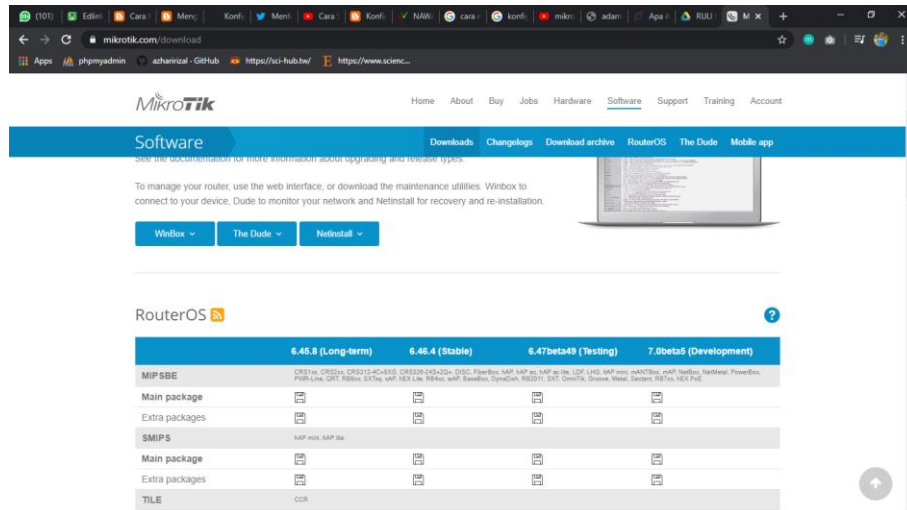 (101) Edlin Cara Meng Konfi Menl Cara Konfi NAWA cara konfi mikro adam Apa RULI M
mikrotik.com/download
Apps phpmyadmin azharirizal - GitHub https://sci-hub.tw/ https://www.scienc...
MikroTik Home About Buy Jobs Hardware Software Support Training Account
Software Downloads Changelogs Download archive RouterOS The Dude Mobile app
See the documentation for more information about upgrading and release types.
To manage your router, use the web interface, or download the maintenance utilities. Winbox to
connect to your device, Dude to monitor your network and Netinstall for recovery and re-installation.
WinBox The Dude Netinstall
RouterOS ?
6.45.8 (Long-term) 6.46.4 (Stable) 6.47beta49 (Testing) 7.0beta5 (Development)
MIPSBE CRS1xx, CRS2xx, CRS312-4C+8XG, CRS326-24S+2Q+, DISC, FiberBox, hAP, hAP ac, hAP ac lite, LDF, LHG, hAP mini, mANTBox, mAP, NetBox, NetMetal, PowerBox,
PWR-Line, QRT, RB9xx, SXTsq, cAP, hEX Lite, RB4xx, wAP, BaseBox, DynaDish, RB2011, SXT, OmniTik, Groove, Metal, Sextant, RB7xx, hEX PoE
Main package
Extra packages
SMIPS hAP mini, hAP lite
Main package
Extra packages
TILE CCR